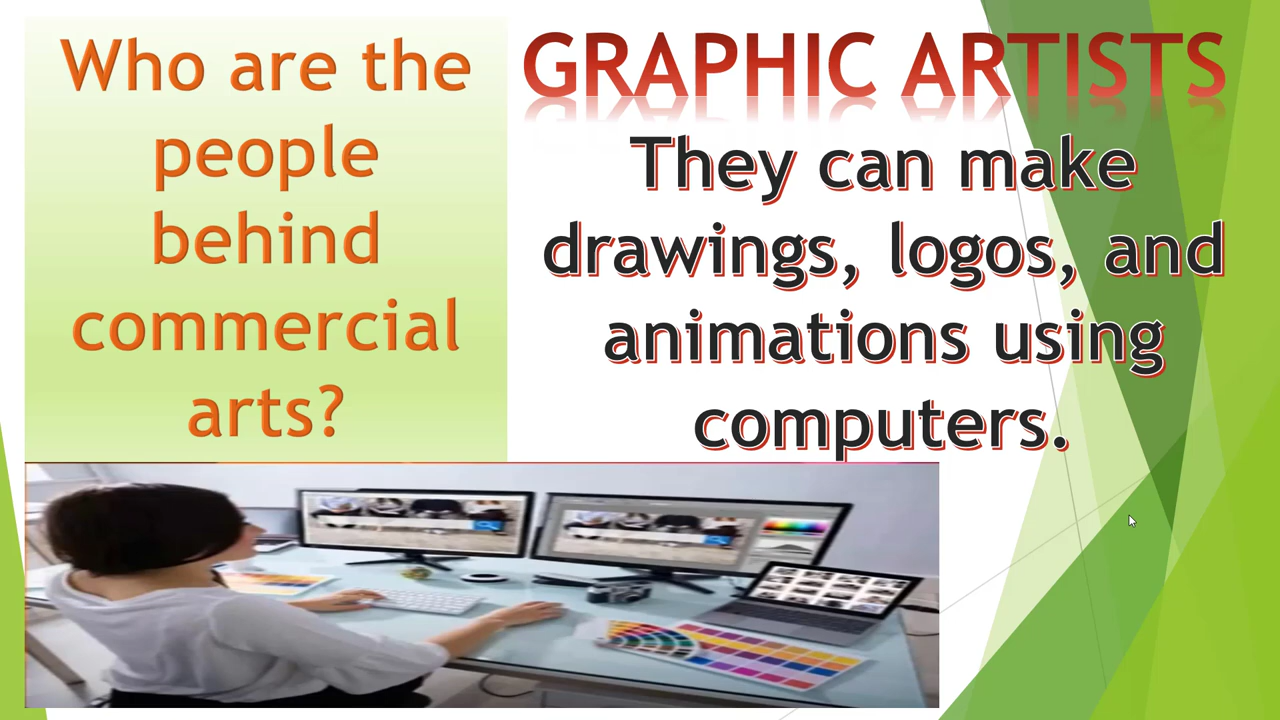 Who are the
people
behind
commercial
arts?
GRAPHIC ARTISTS
They can make
drawings, logos, and
animations using
computers.